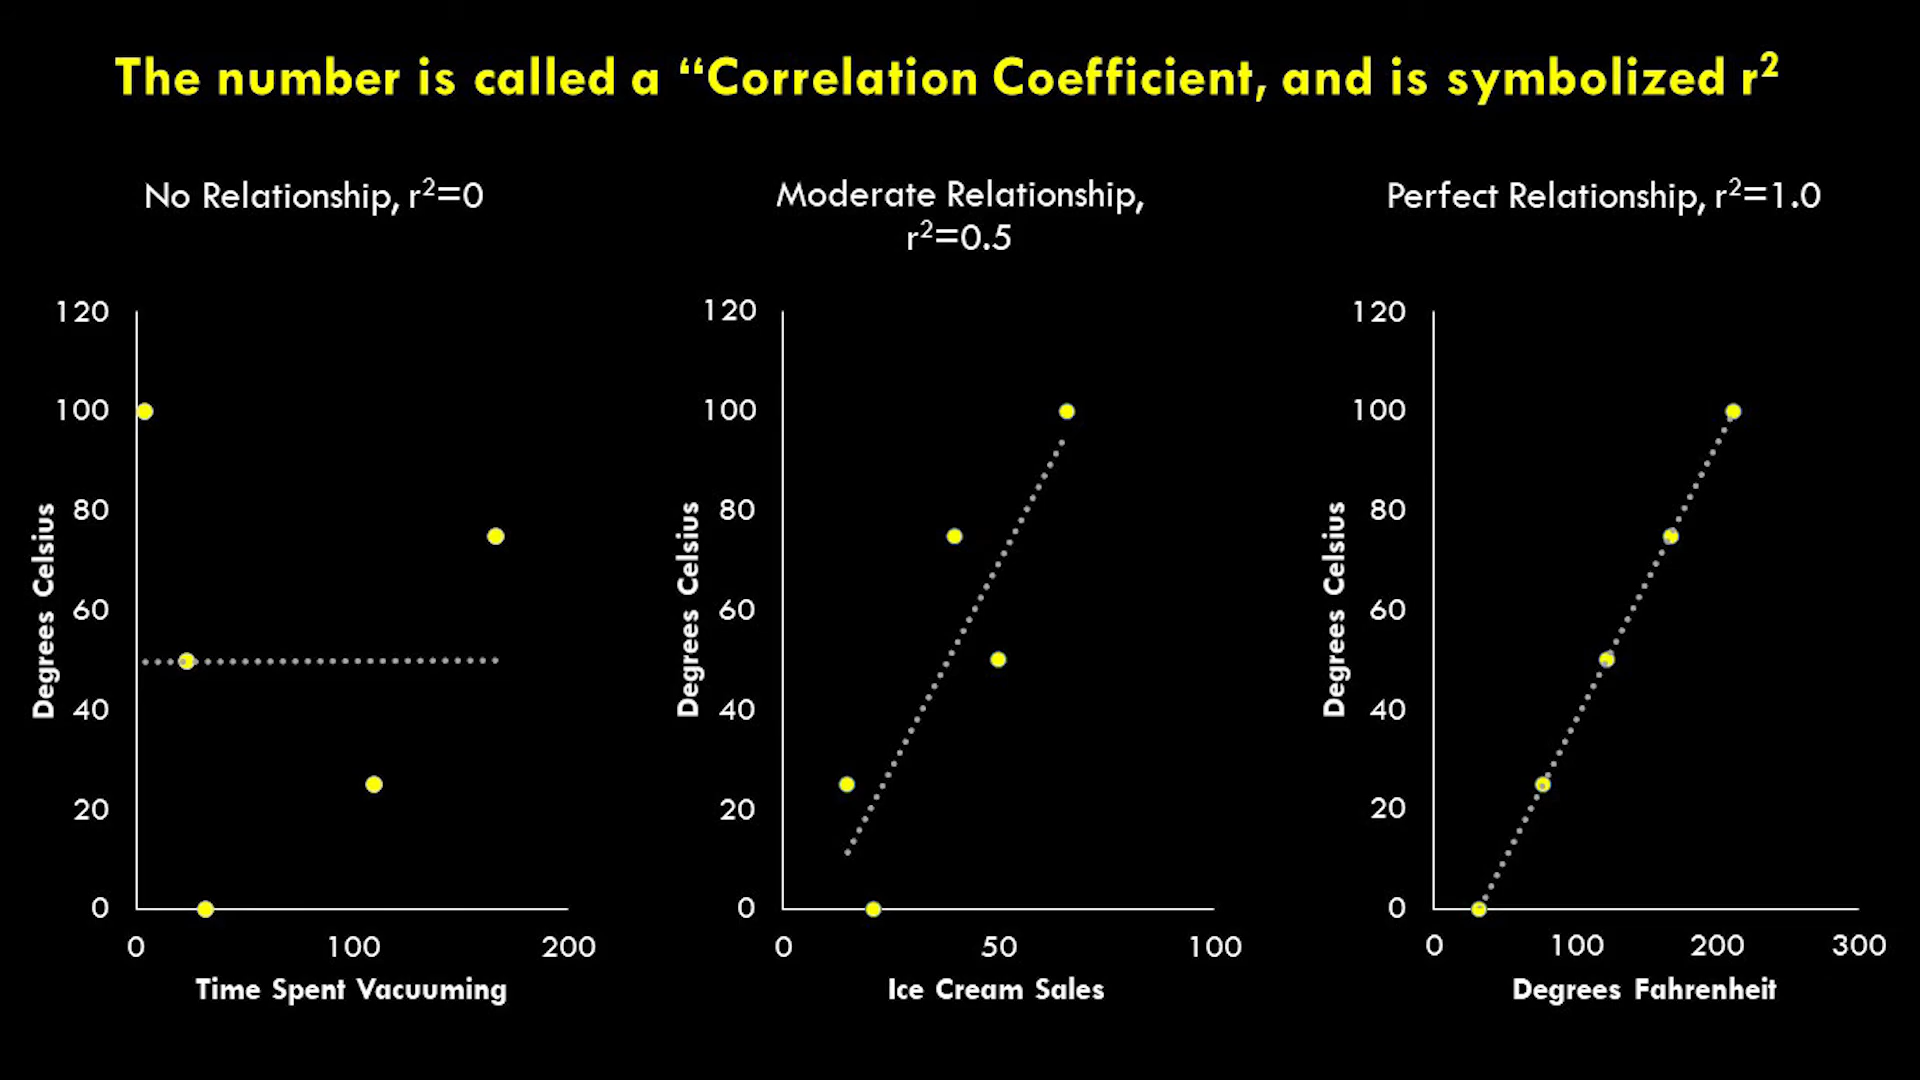 The number is called a “Correlation Coefficient, and is symbolized r²
No Relationship, r²=0
120
100
80
60
40
20
0
0 100 200
Degrees Celsius
Time Spent Vacuuming
Moderate Relationship,
r²=0.5
120
100
80
60
40
20
0
0 50 100
Degrees Celsius
Ice Cream Sales
Perfect Relationship, r²=1.0
120
100
80
60
40
20
0
0 100 200 300
Degrees Celsius
Degrees Fahrenheit